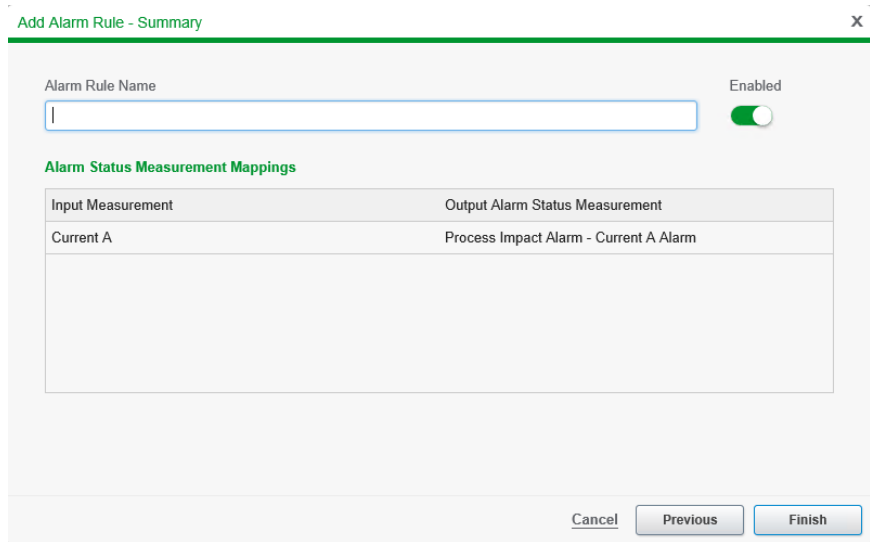 Add Alarm Rule - Summary X
Alarm Rule Name Enabled
Alarm Status Measurement Mappings
Input Measurement Output Alarm Status Measurement
Current A Process Impact Alarm - Current A Alarm
Cancel Previous Finish